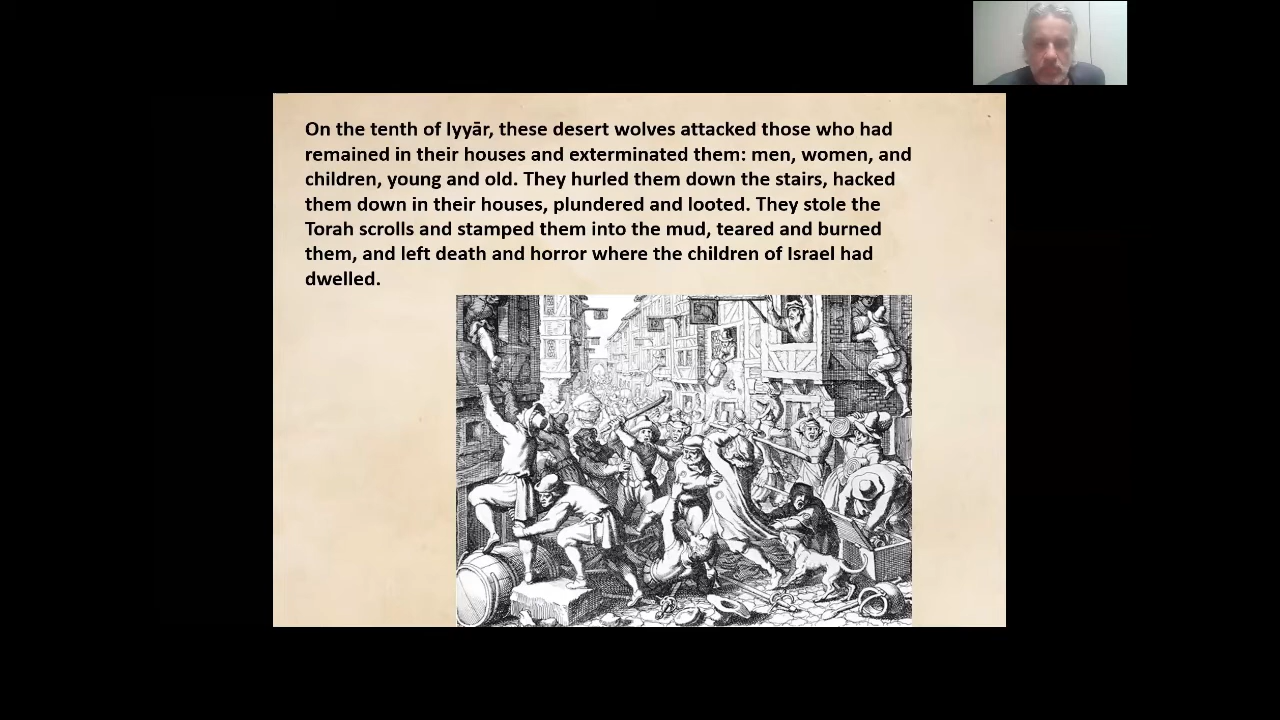 On the tenth of Iyyār, these desert wolves attacked those who had
remained in their houses and exterminated them: men, women, and
children, young and old. They hurled them down the stairs, hacked
them down in their houses, plundered and looted. They stole the
Torah scrolls and stamped them into the mud, teared and burned
them, and left death and horror where the children of Israel had
dwelled.